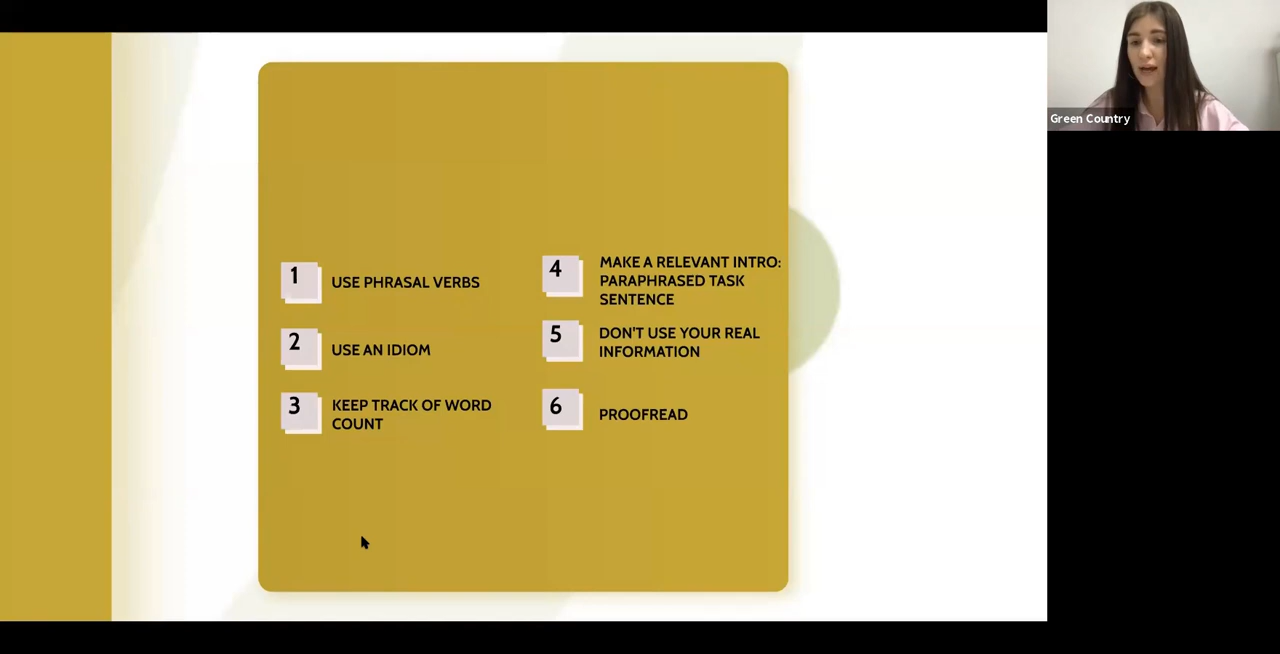 1
USE PHRASAL VERBS
2
USE AN IDIOM
3
KEEP TRACK OF WORD
COUNT
4
MAKE A RELEVANT INTRO:
PARAPHRASED TASK
SENTENCE
5
DON'T USE YOUR REAL
INFORMATION
6
PROOFREAD
Green Country